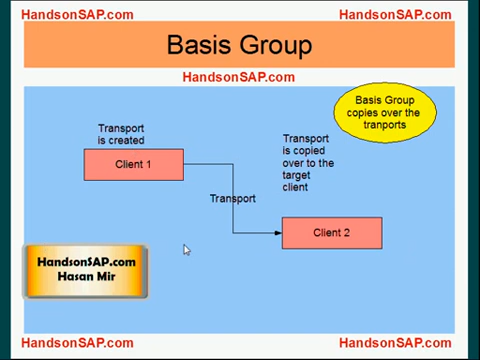 HandsonSAP.com
HandsonSAP.com
Basis Group
HandsonSAP.com
Basis Group
copies over the
tranports
Transport
is created
Transport
is copied
over to the
target
client
Client 1
Transport
Client 2
HandsonSAP.com
Hasan Mir
HandsonSAP.com
HandsonSAP.com